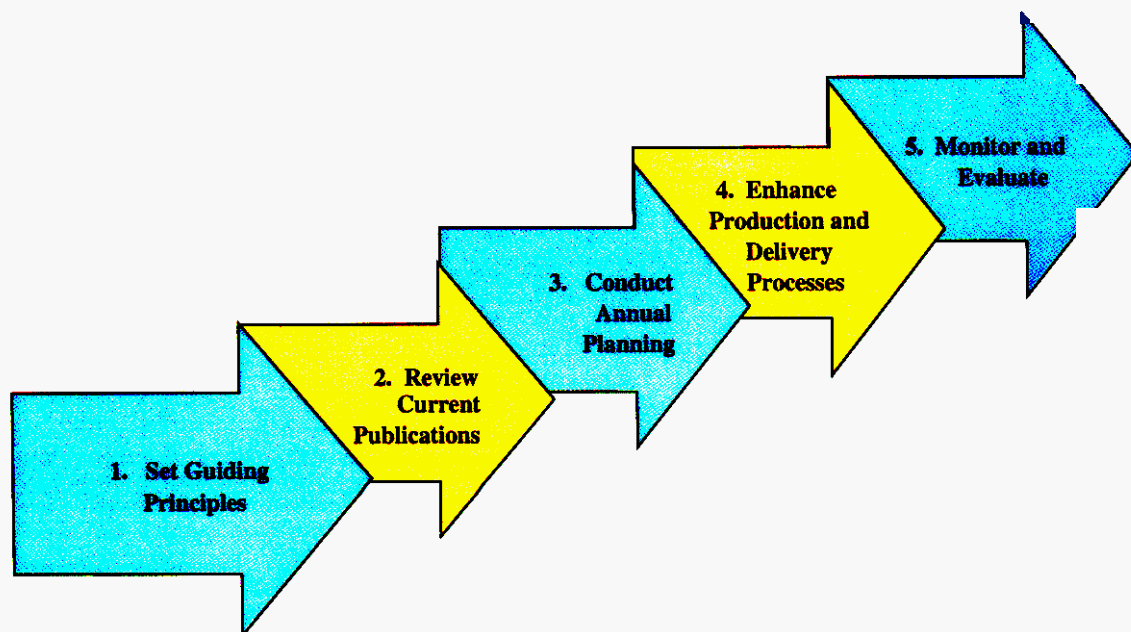 1. Set Guiding
Principles
2. Review
Current
Publications
3. Conduct
Annual
Planning
4. Enhance
Production and
Delivery
Processes
5. Monitor and
Evaluate